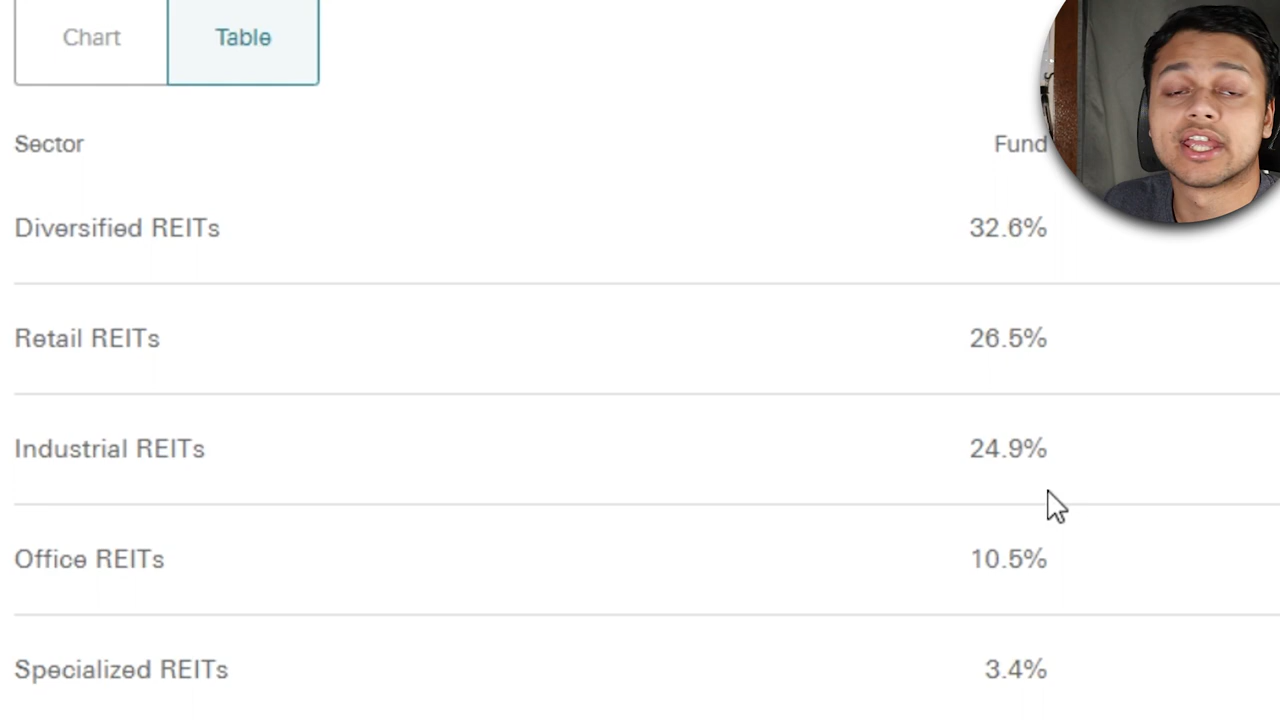 Chart Table
Sector Fund
Diversified REITs 32.6%
Retail REITs 26.5%
Industrial REITs 24.9%
Office REITs 10.5%
Specialized REITs 3.4%